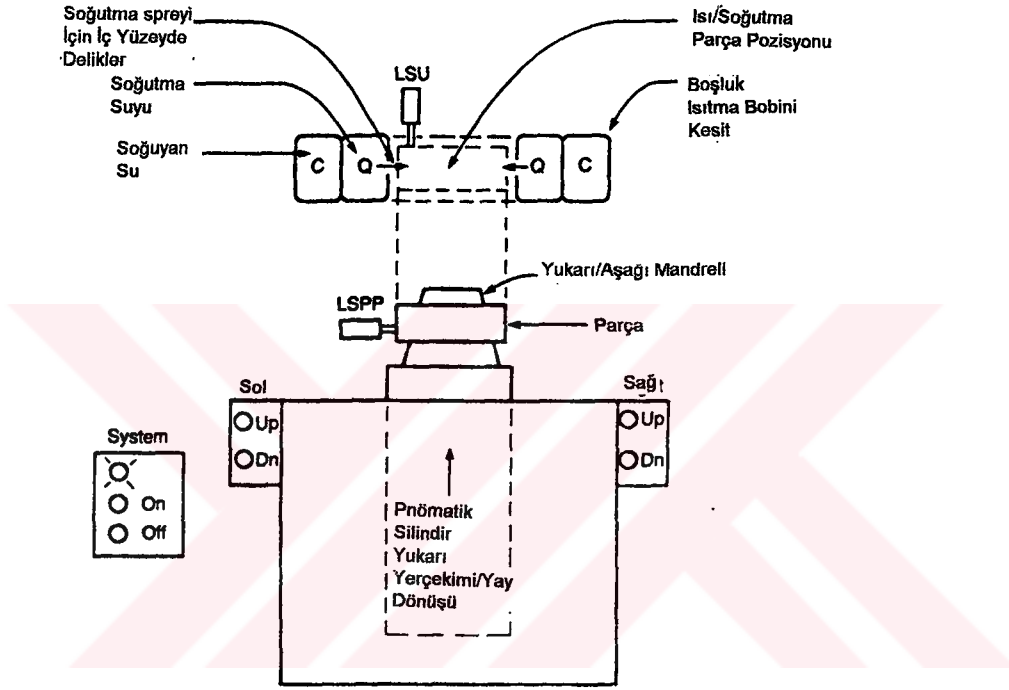 Soğutma spreyi
İçin İç Yüzeyde
Delikler
Soğutma
Suyu
Soğuyan
Su
LSU
Isı/Soğutma
Parça Pozisyonu
Boşluk
Isıtma Bobini
Kesit
C
Q
Q
C
Yukarı/Aşağı Mandreli
LSPP
Parça
Sol
Up
Dn
Sağ
Up
Dn
System
On
Off
Pnömatik
Silindir
Yukarı
Yerçekimi/Yay
Dönüşü